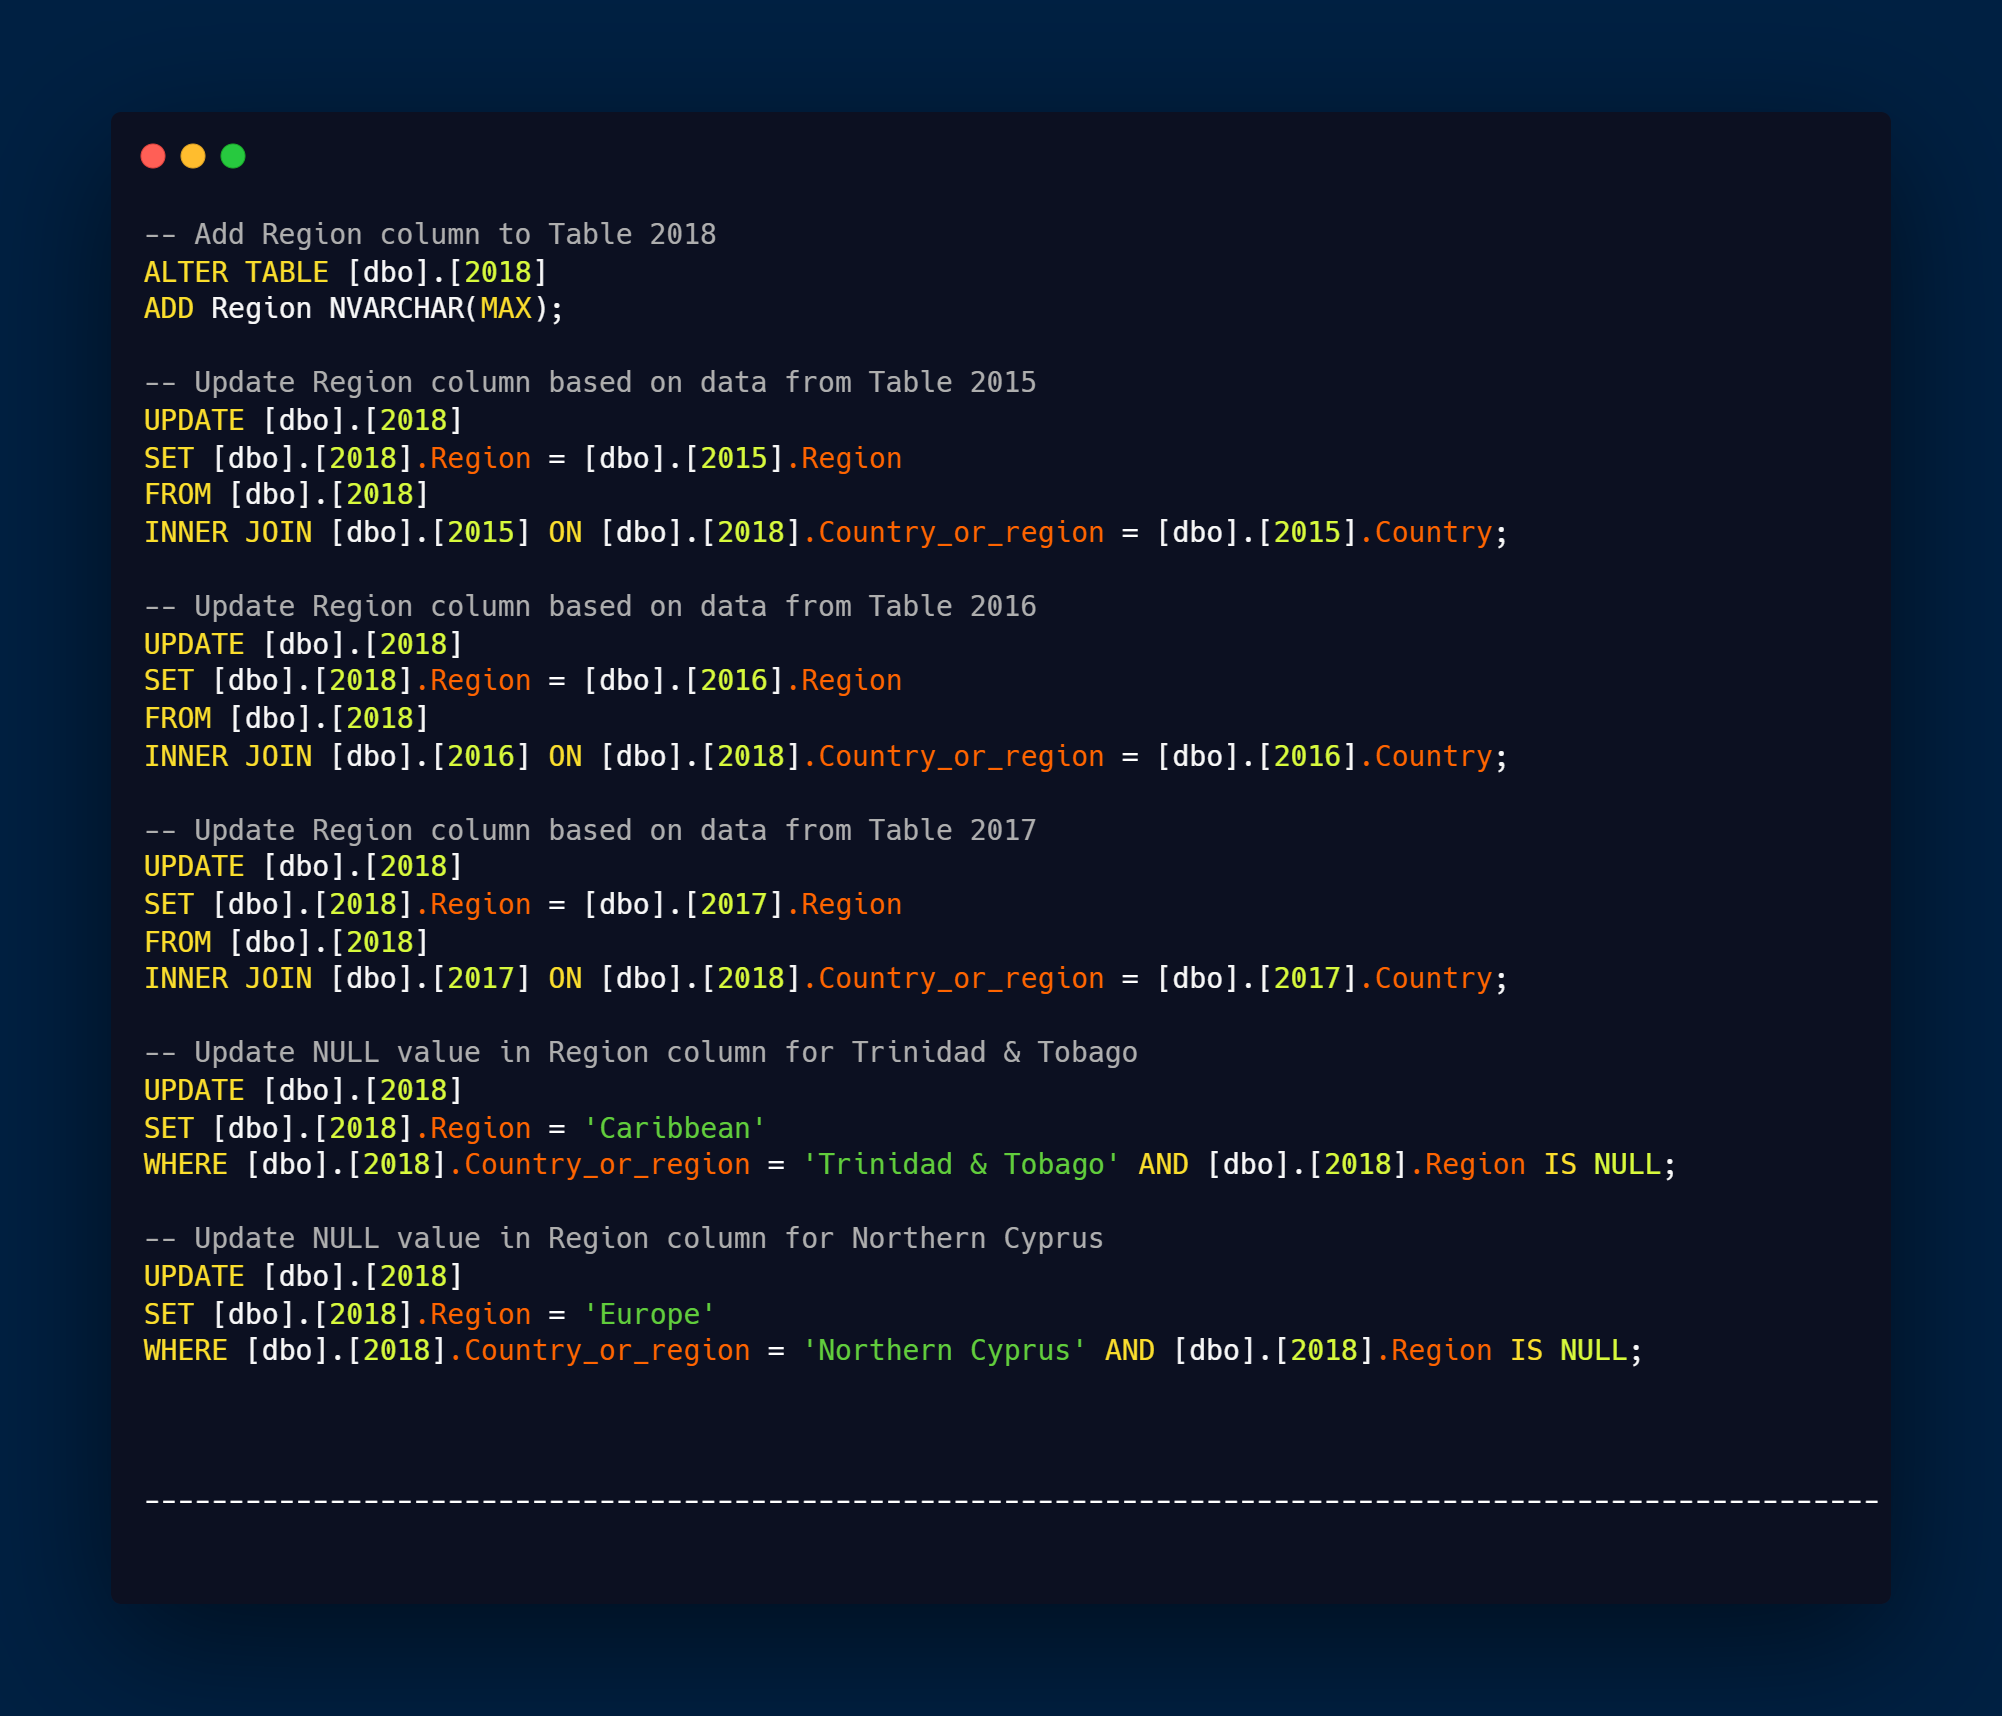 -- Add Region column to Table 2018
ALTER TABLE [dbo].[2018]
ADD Region NVARCHAR(MAX);
-- Update Region column based on data from Table 2015
UPDATE [dbo].[2018]
SET [dbo].[2018].Region = [dbo].[2015].Region
FROM [dbo].[2018]
INNER JOIN [dbo].[2015] ON [dbo].[2018].Country_or_region = [dbo].[2015].Country;
-- Update Region column based on data from Table 2016
UPDATE [dbo].[2018]
SET [dbo].[2018].Region = [dbo].[2016].Region
FROM [dbo].[2018]
INNER JOIN [dbo].[2016] ON [dbo].[2018].Country_or_region = [dbo].[2016].Country;
-- Update Region column based on data from Table 2017
UPDATE [dbo].[2018]
SET [dbo].[2018].Region = [dbo].[2017].Region
FROM [dbo].[2018]
INNER JOIN [dbo].[2017] ON [dbo].[2018].Country_or_region = [dbo].[2017].Country;
-- Update NULL value in Region column for Trinidad & Tobago
UPDATE [dbo].[2018]
SET [dbo].[2018].Region = 'Caribbean'
WHERE [dbo].[2018].Country_or_region = 'Trinidad & Tobago' AND [dbo].[2018].Region IS NULL;
-- Update NULL value in Region column for Northern Cyprus
UPDATE [dbo].[2018]
SET [dbo].[2018].Region = 'Europe'
WHERE [dbo].[2018].Country_or_region = 'Northern Cyprus' AND [dbo].[2018].Region IS NULL;
-------------------------------------------------------------------------------------------------------